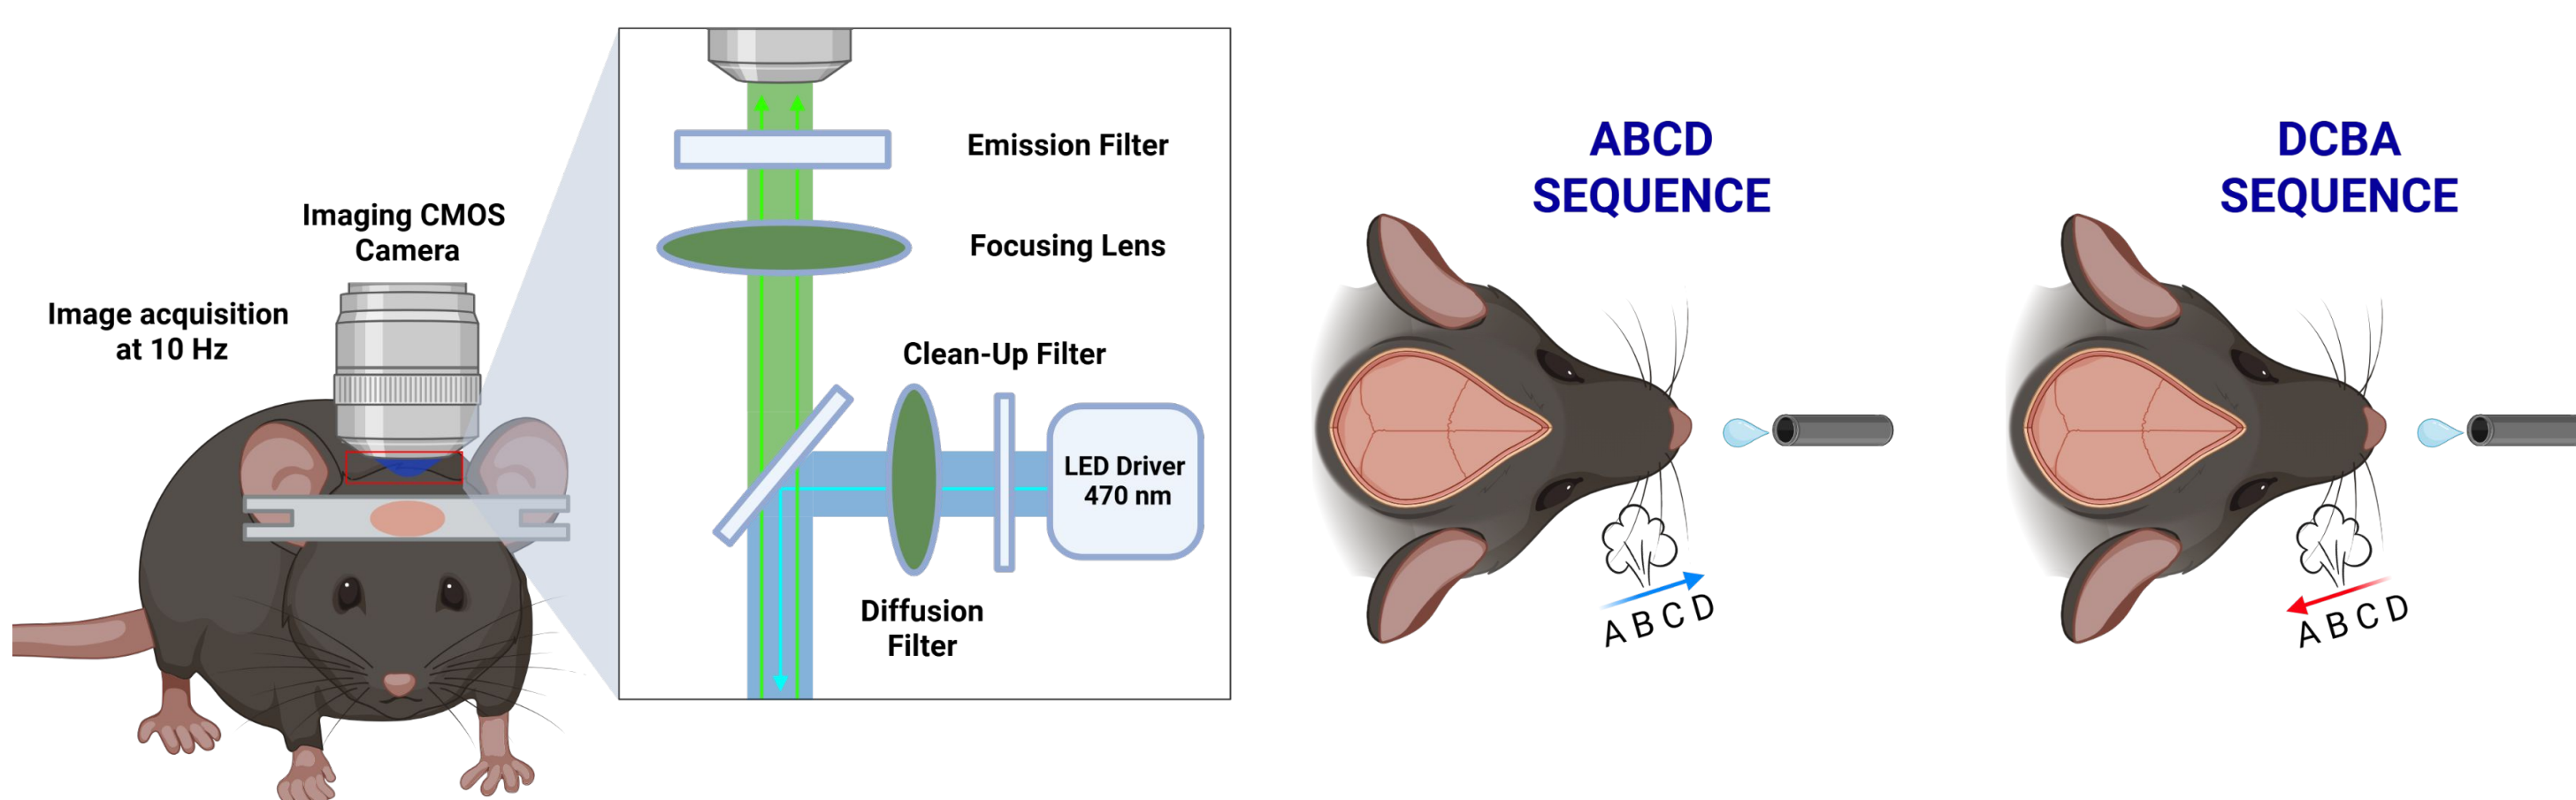 Imaging CMOS
Camera
Image acquisition
at 10 Hz
Emission Filter
Focusing Lens
Clean-Up Filter
LED Driver
470 nm
Diffusion
Filter
ABCD
SEQUENCE
A B C D
DCBA
SEQUENCE
A B C D